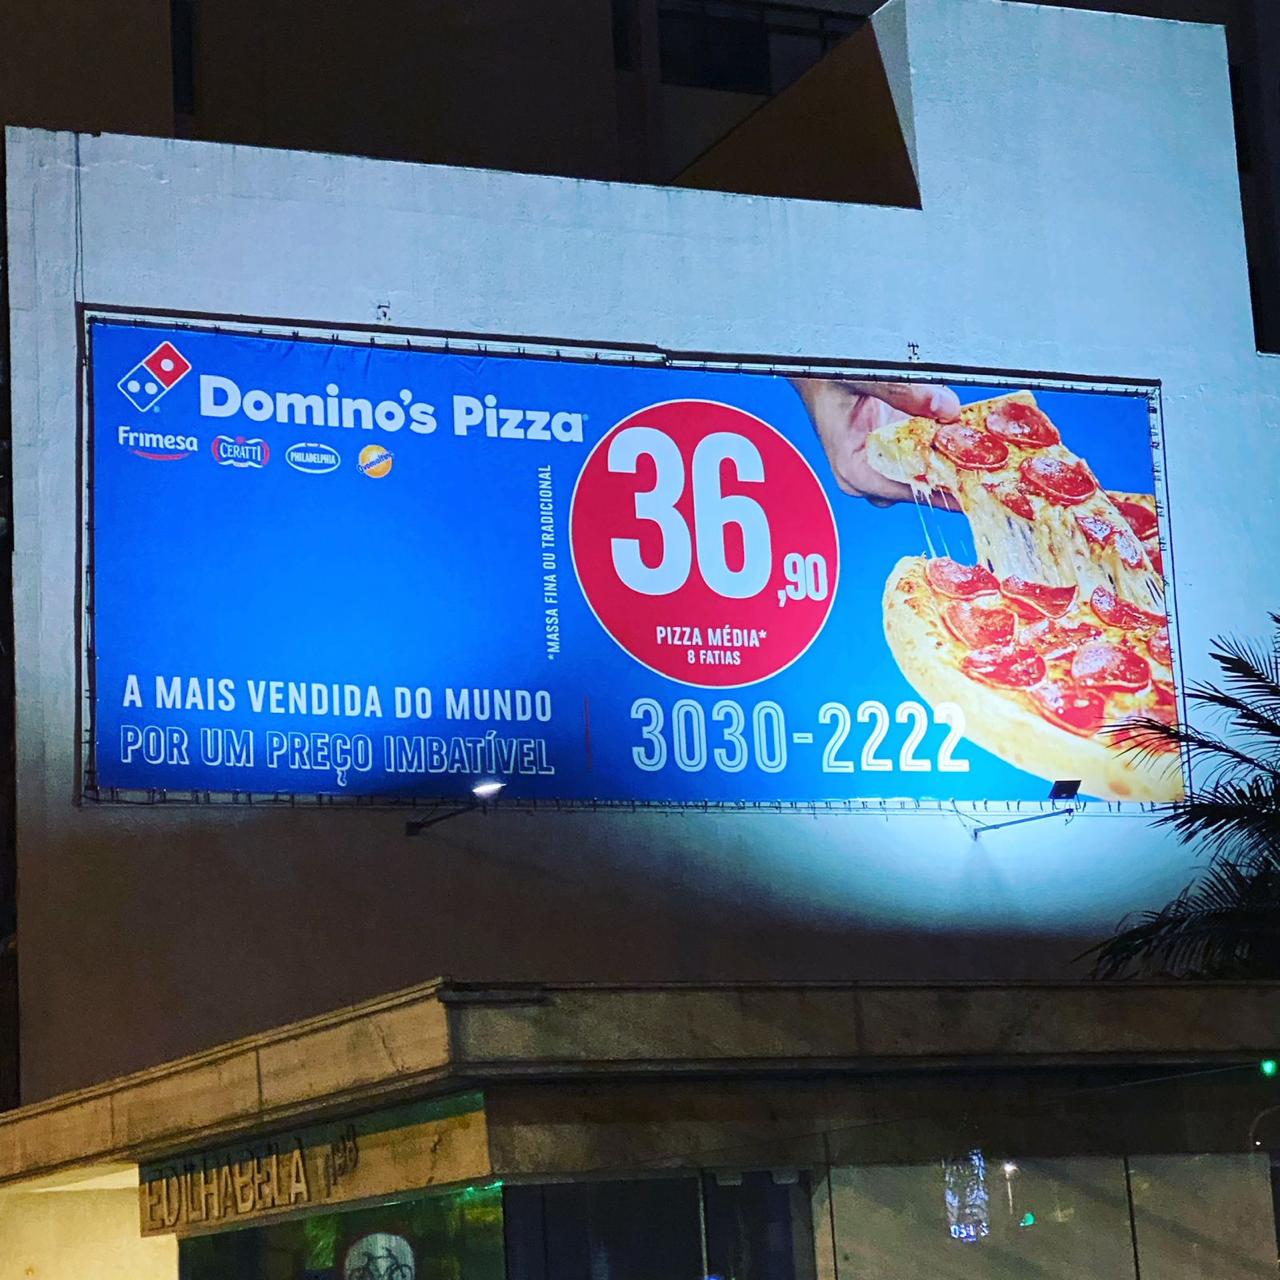 Domino's Pizza
Frimesa
CERATTI
PHILADELPHIA
Ovomaltine
*MASSA FINA OU TRADICIONAL
36,90
PIZZA MÉDIA*
8 FATIAS
A MAIS VENDIDA DO MUNDO
POR UM PREÇO IMBATÍVEL
3030-2222
ED ILHABELA